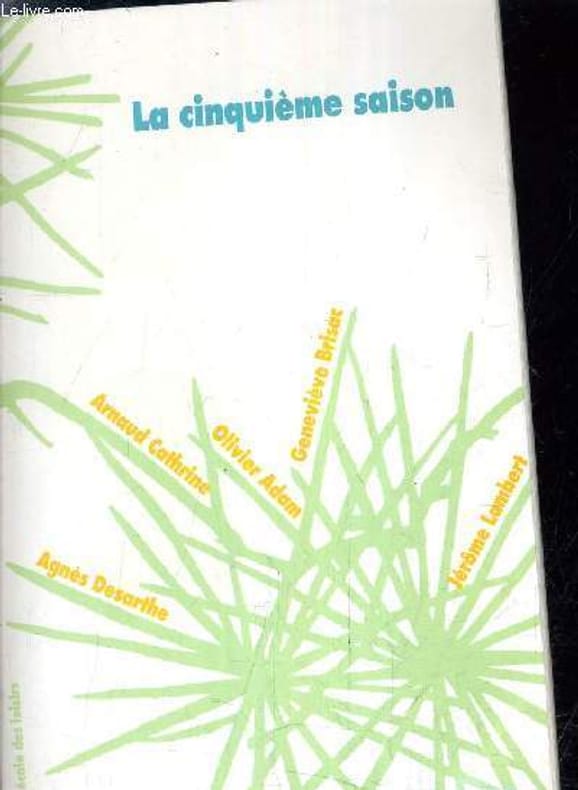 Le-livre.com
La cinquième saison
Geneviève Brisac
Arnaud Cathrine
Olivier Adam
Jérôme Lambert
Agnès Desarthe
école des loisirs